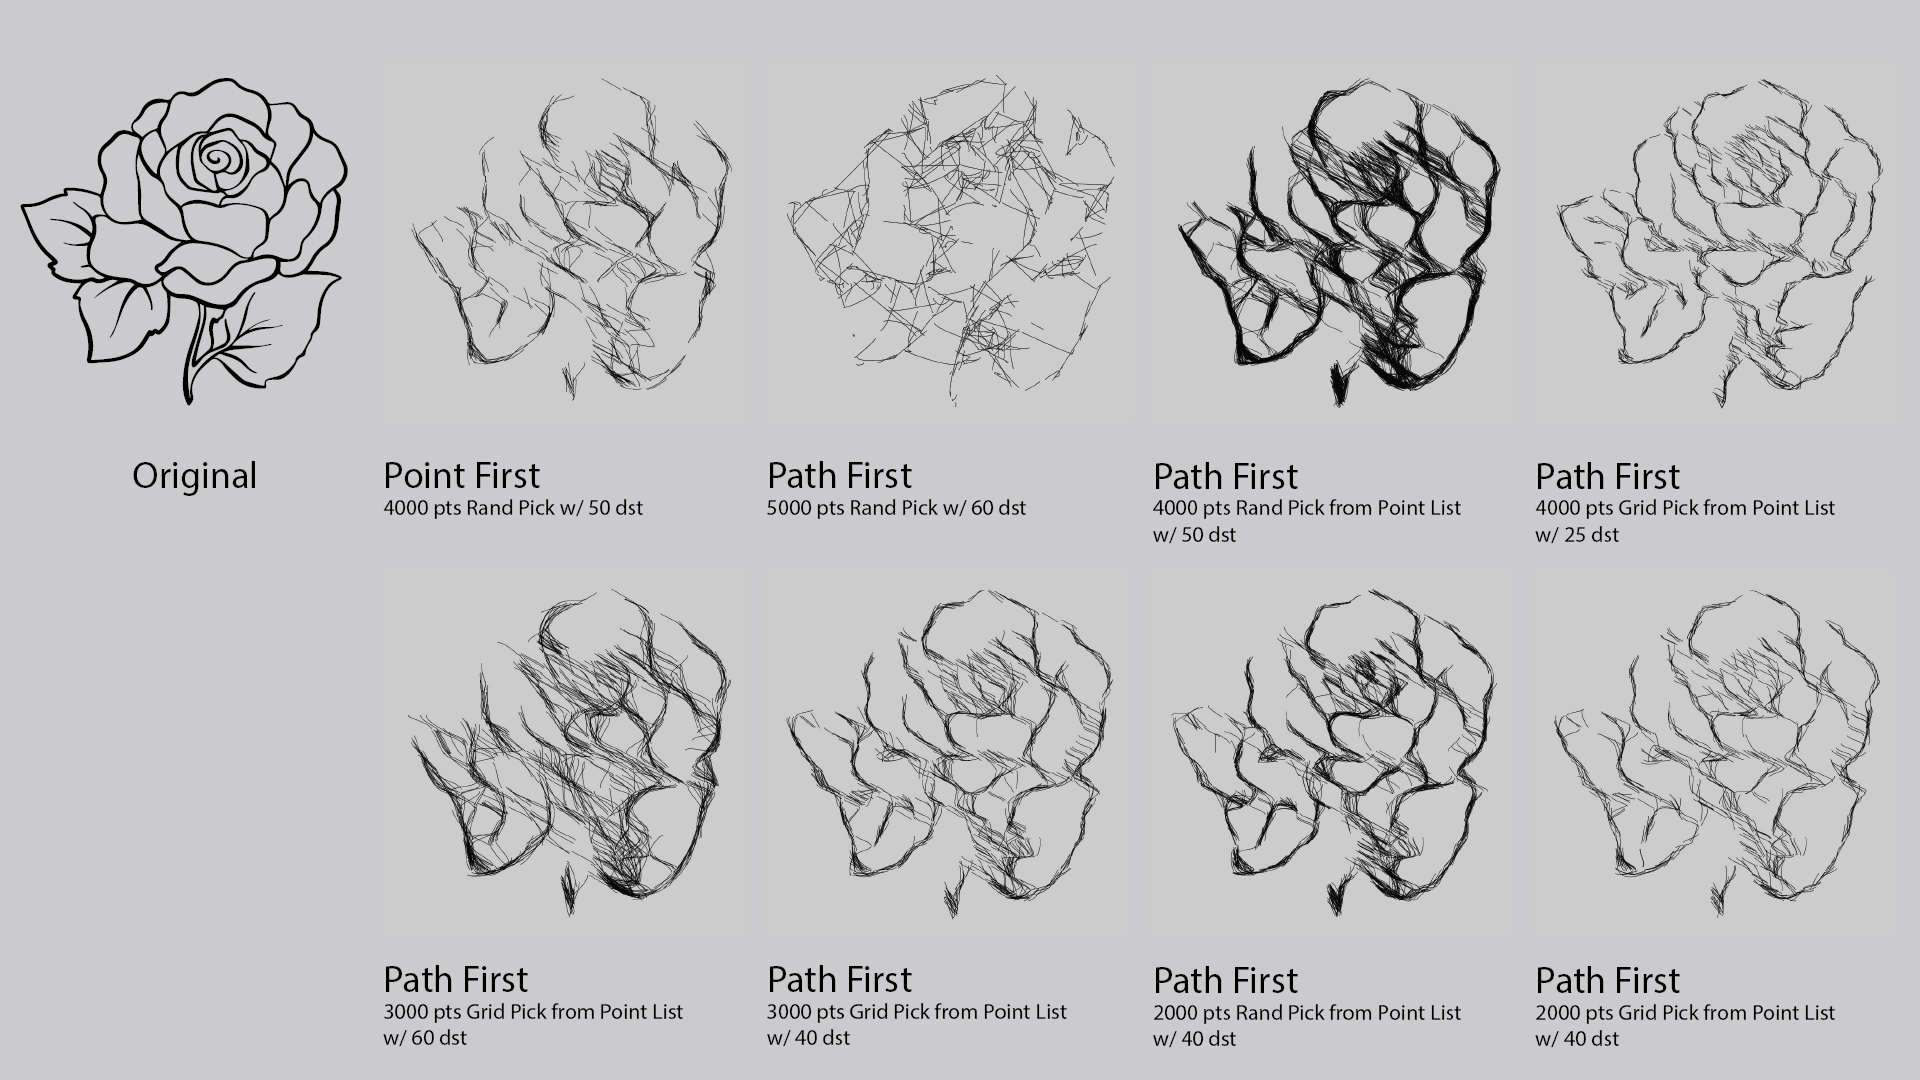 Original
Point First
4000 pts Rand Pick w/ 50 dst
Path First
5000 pts Rand Pick w/ 60 dst
Path First
4000 pts Rand Pick from Point List
w/ 50 dst
Path First
4000 pts Grid Pick from Point List
w/ 25 dst
Path First
3000 pts Grid Pick from Point List
w/ 60 dst
Path First
3000 pts Grid Pick from Point List
w/ 40 dst
Path First
2000 pts Rand Pick from Point List
w/ 40 dst
Path First
2000 pts Grid Pick from Point List
w/ 40 dst